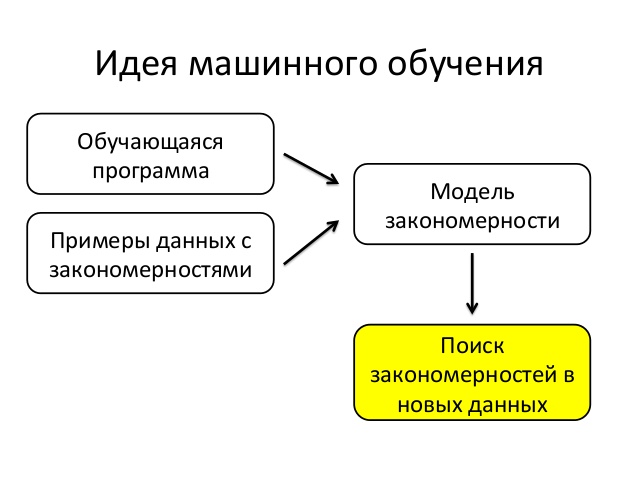 Идея машинного обучения
Обучающаяся
программа
Примеры данных с
закономерностями
Модель
закономерности
Поиск
закономерностей в
новых данных